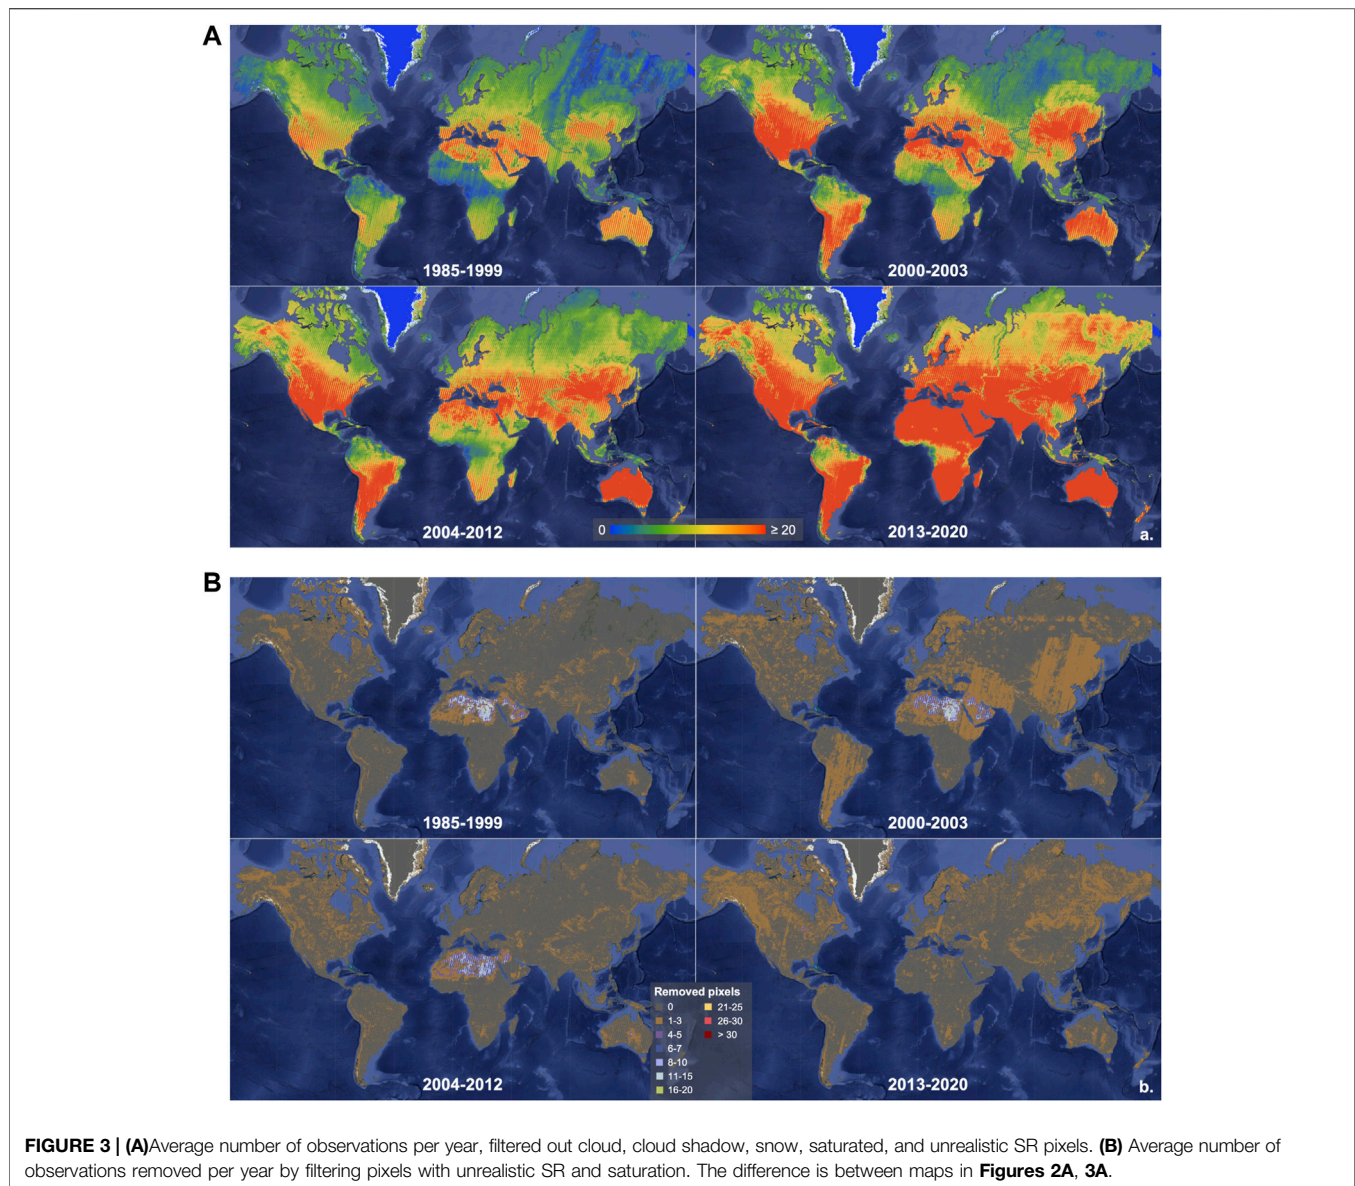 A
1985-1999
2000-2003
2004-2012
0
≥ 20
2013-2020
a.
B
1985-1999
2000-2003
2004-2012
Removed pixels
0
1-3
4-5
6-7
8-10
11-15
16-20
21-25
26-30
> 30
2013-2020
b.
FIGURE 3 | (A)Average number of observations per year, filtered out cloud, cloud shadow, snow, saturated, and unrealistic SR pixels. (B) Average number of
observations removed per year by filtering pixels with unrealistic SR and saturation. The difference is between maps in Figures 2A, 3A.